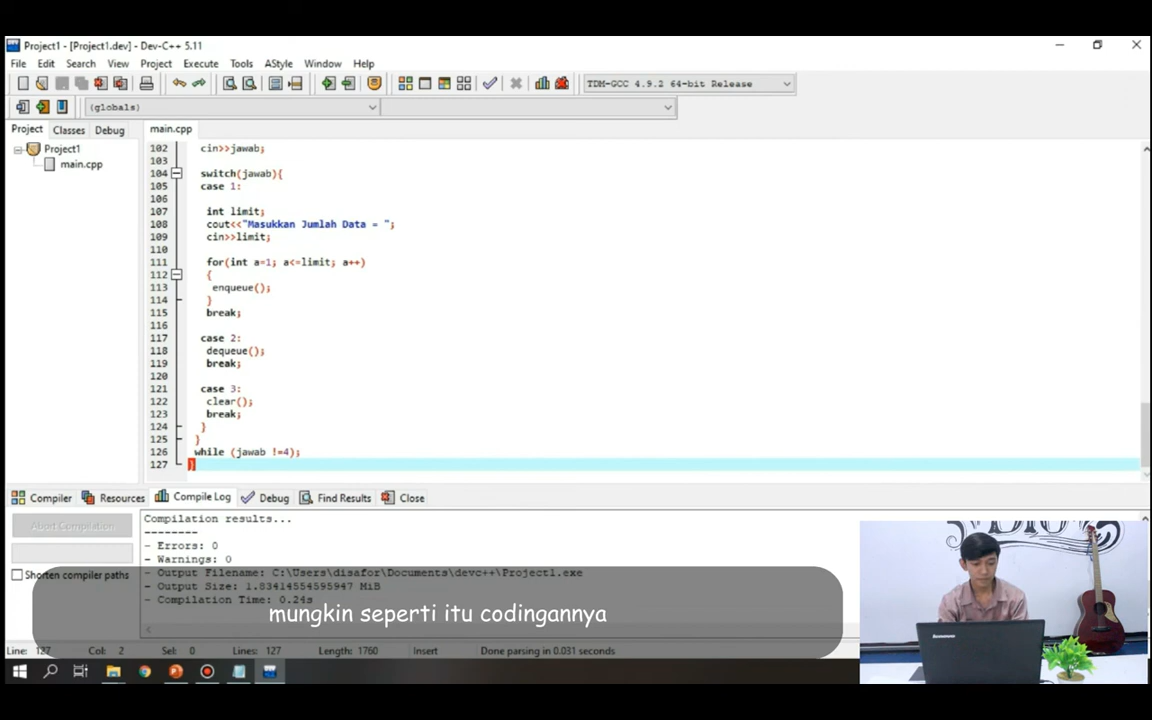 Project1 - [Project1.dev] - Dev-C++ 5.11
File Edit Search View Project Execute Tools AStyle Window Help
TDM-GCC 4.9.2 64-bit Release
(globals)
Project Classes Debug main.cpp
Project1
main.cpp
102 cin>>jawab;
103
104 switch(jawab){
105 case 1:
106
107 int limit;
108 cout<<"Masukkan Jumlah Data = ";
109 cin>>limit;
110
111 for(int a=1; a<=limit; a++)
112 {
113 enqueue();
114 }
115 break;
116
117 case 2:
118 dequeue();
119 break;
120
121 case 3:
122 clear();
123 break;
124 }
125 }
126 while (jawab !=4);
127 }
Compiler Resources Compile Log Debug Find Results Close
Abort Compilation
Shorten compiler paths
Compilation results...
--------
- Errors: 0
- Warnings: 0
- Output Filename: C:\Users\disafor\Documents\devc++\Project1.exe
- Output Size: 1.83414554595947 MiB
- Compilation Time: 0.24s
mungkin seperti itu codingannya
Line: 127 Col: 2 Sel: 0 Lines: 127 Length: 1760 Insert Done parsing in 0.031 seconds